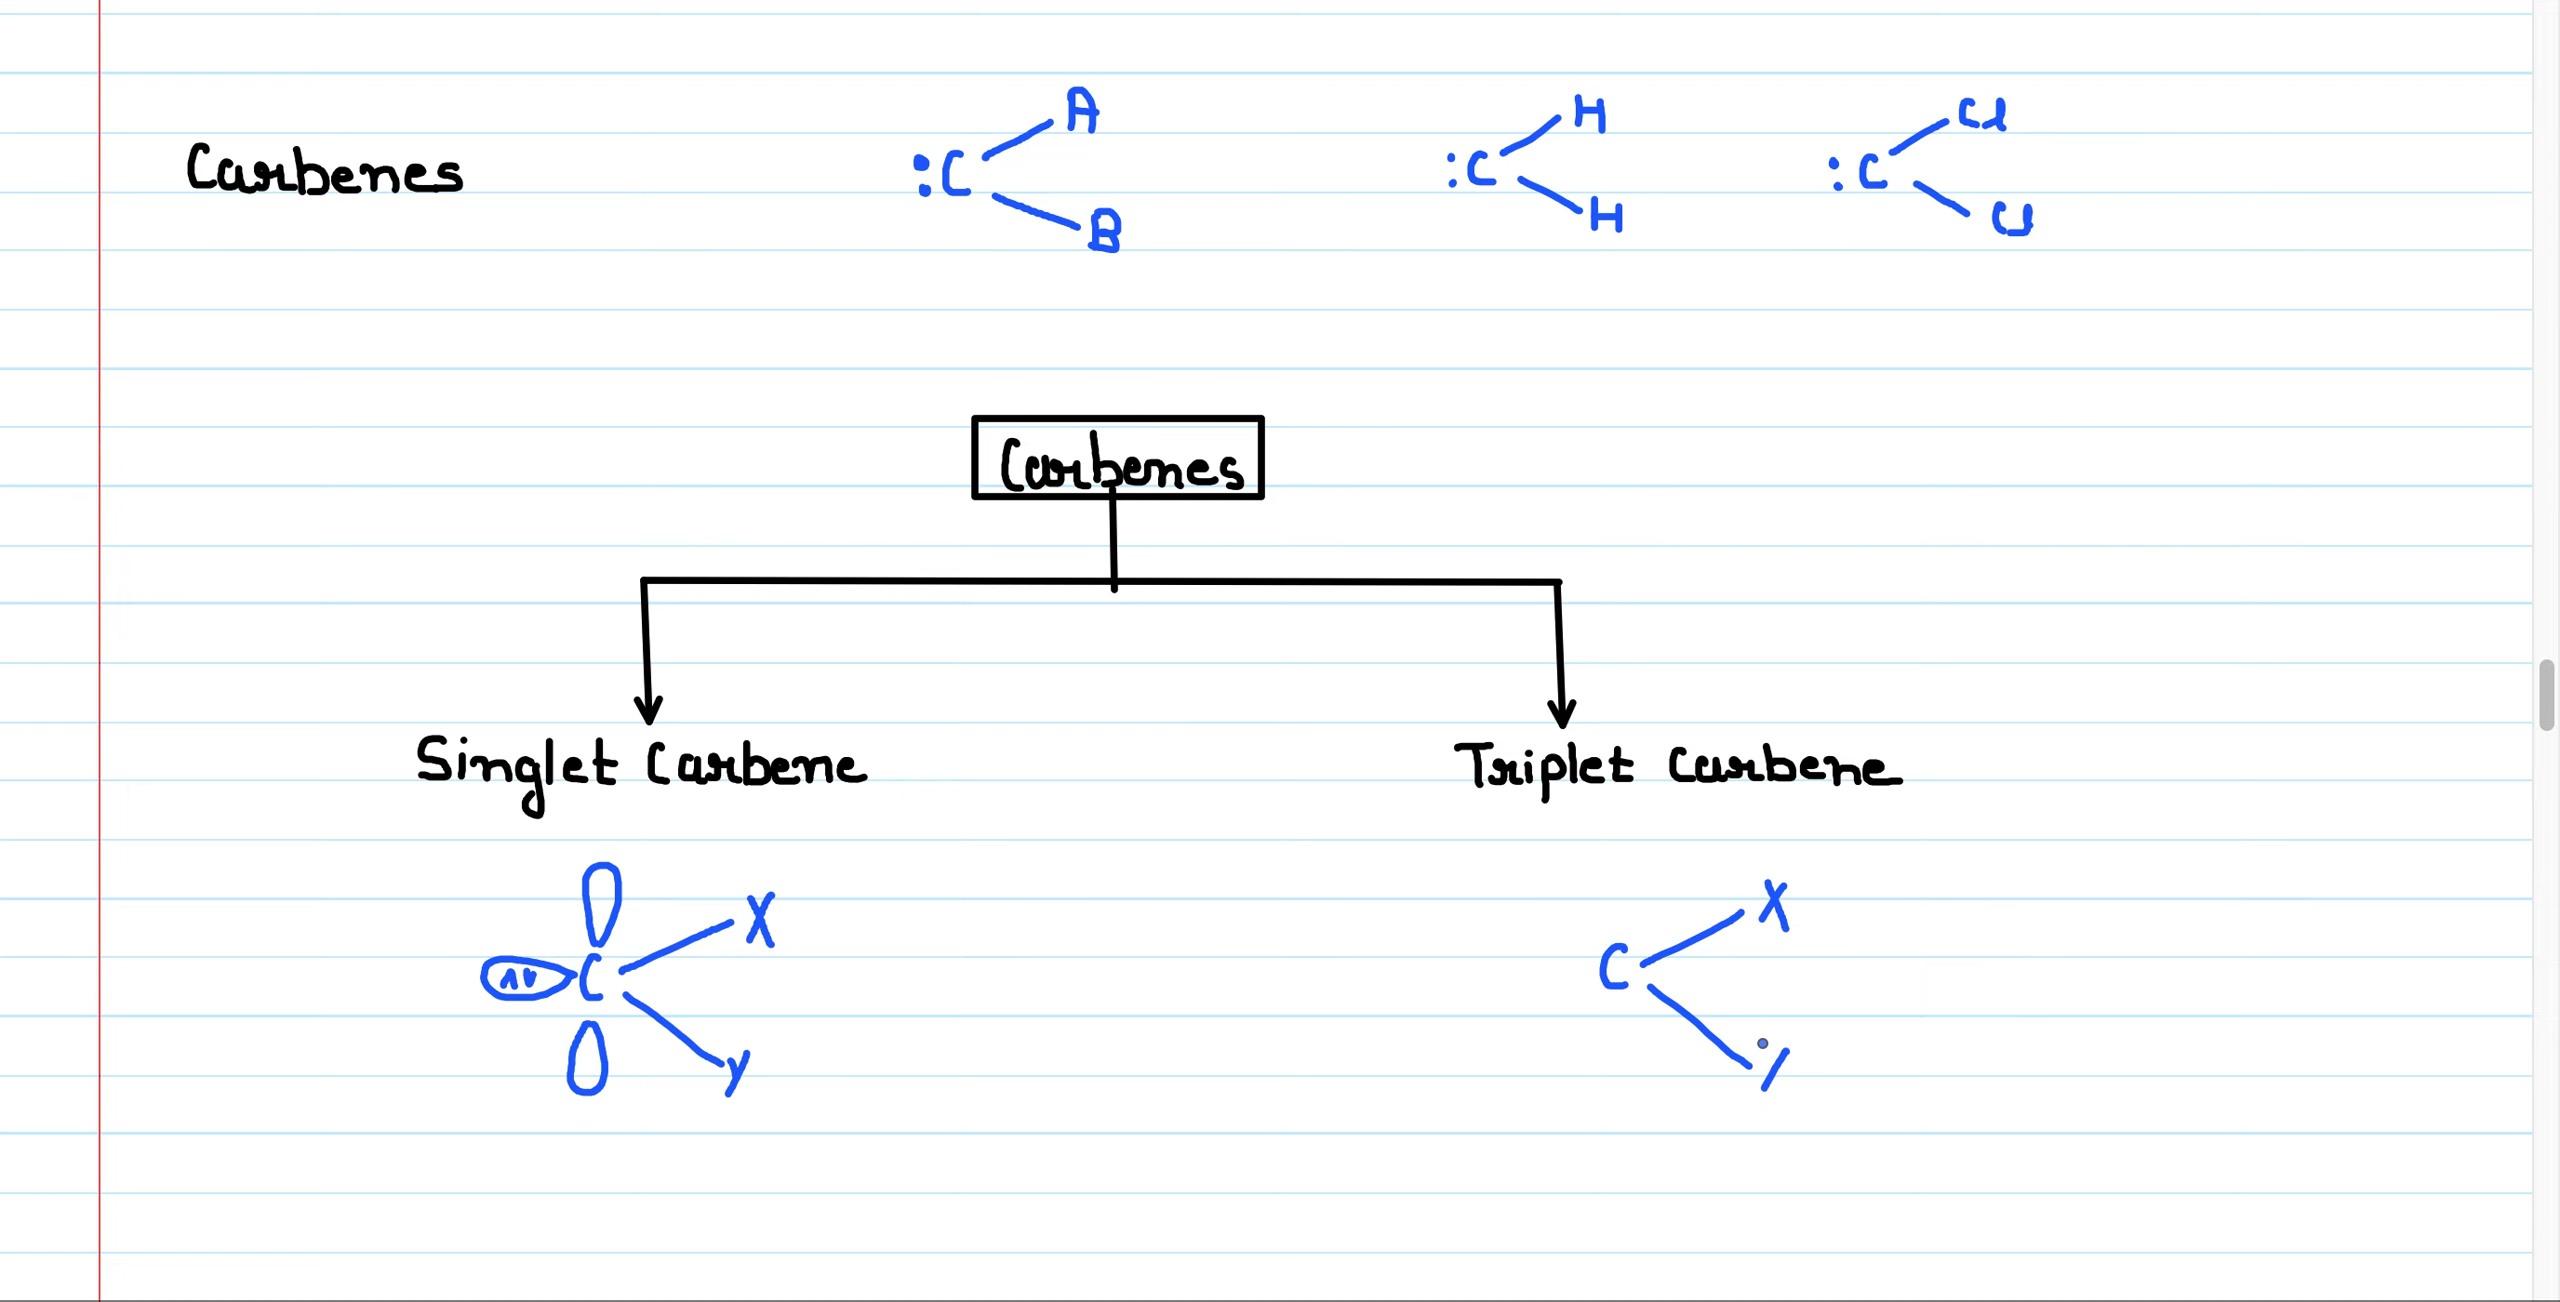 Carbenes
:C A B
:C H H
:C Cl Cl
Carbenes
Singlet Carbene
Triplet Carbene
C X Y
C X